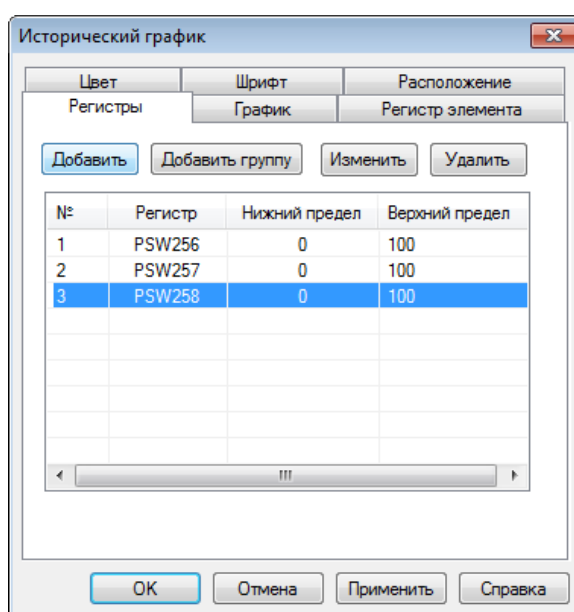 Исторический график
Цвет Шрифт Расположение
Регистры График Регистр элемента
Добавить Добавить группу Изменить Удалить
№ Регистр Нижний предел Верхний предел
1 PSW256 0 100
2 PSW257 0 100
3 PSW258 0 100
OK Отмена Применить Справка